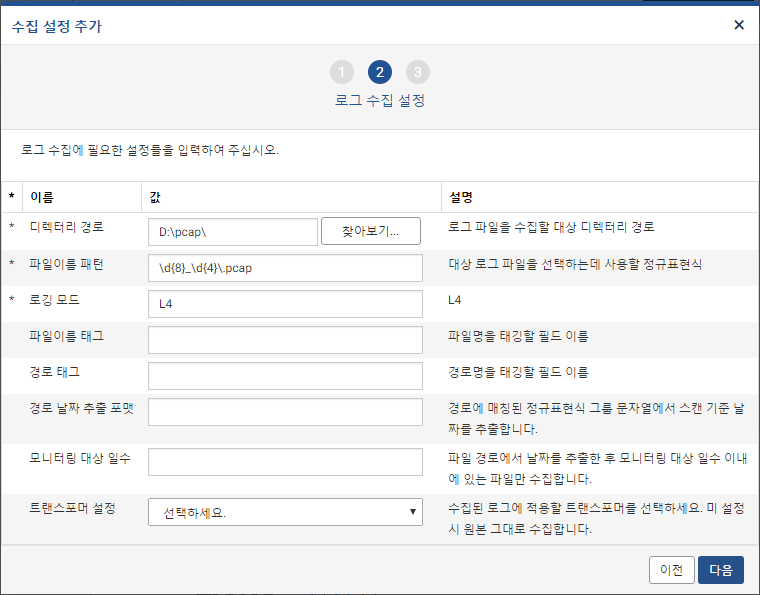 수집 설정 추가 ×
1 2 3
로그 수집 설정
로그 수집에 필요한 설정들을 입력하여 주십시오.
* 이름 값 설명
* 디렉터리 경로 D:\pcap\ 찾아보기... 로그 파일을 수집할 대상 디렉터리 경로
* 파일이름 패턴 \d{8}_\d{4}\.pcap 대상 로그 파일을 선택하는데 사용할 정규표현식
* 로깅 모드 L4 L4
파일이름 태그 파일명을 태깅할 필드 이름
경로 태그 경로명을 태깅할 필드 이름
경로 날짜 추출 포맷 경로에 매칭된 정규표현식 그룹 문자열에서 스캔 기준 날
짜를 추출합니다.
모니터링 대상 일수 파일 경로에서 날짜를 추출한 후 모니터링 대상 일수 이내
에 있는 파일만 수집합니다.
트랜스포머 설정 선택하세요. ▼ 수집된 로그에 적용할 트랜스포머를 선택하세요. 미 설정
시 원본 그대로 수집합니다.
이전 다음